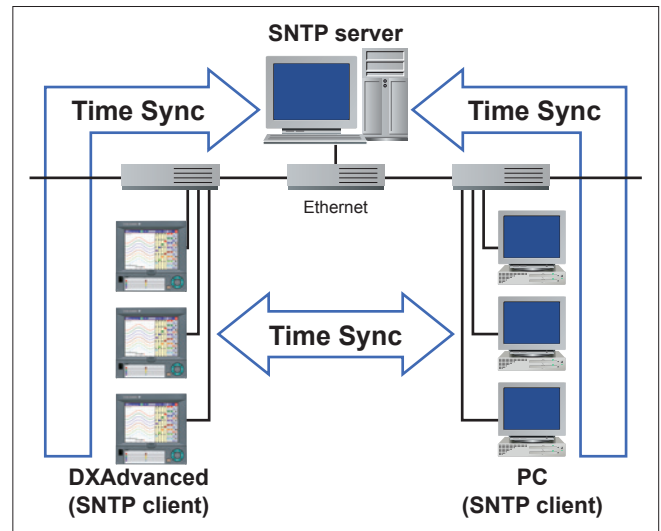 SNTP server
Time Sync
Time Sync
Ethernet
Time Sync
DXAdvanced
(SNTP client)
PC
(SNTP client)